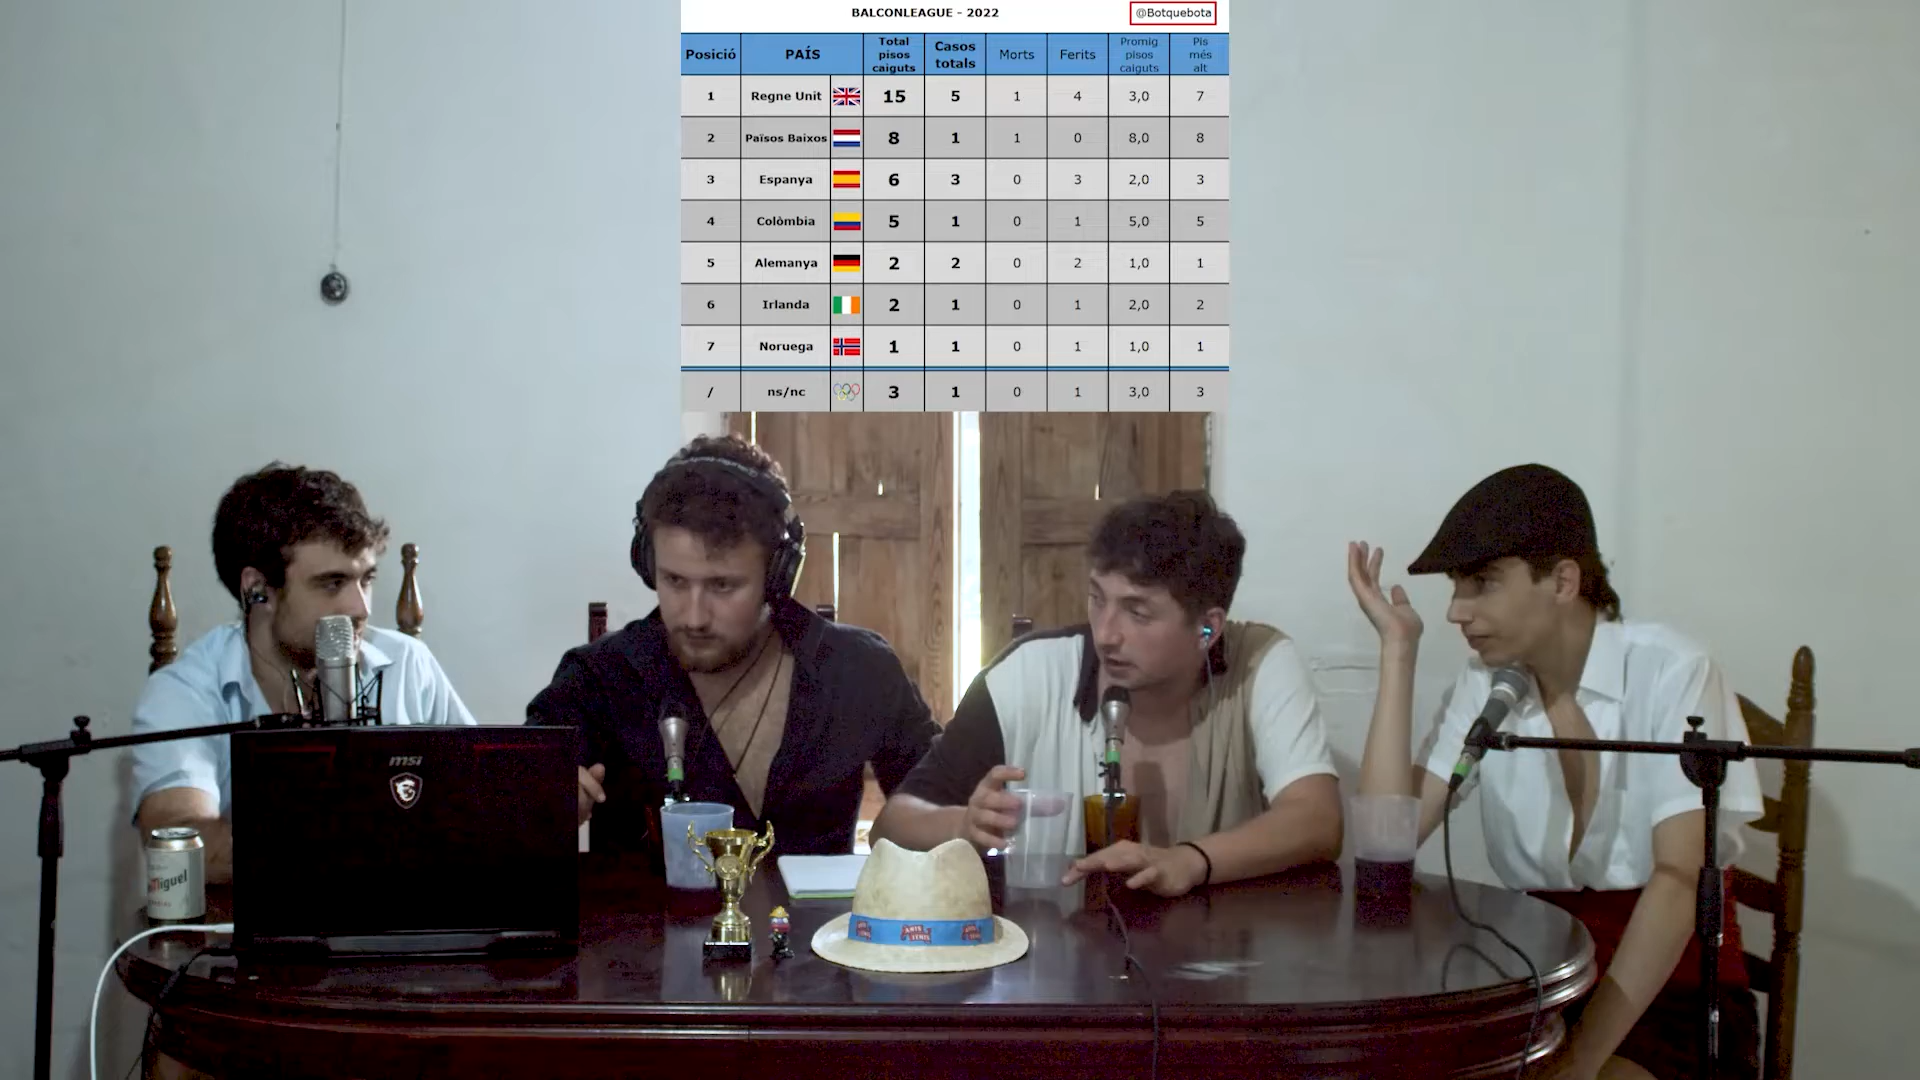 BALCONLEAGUE - 2022 @Botquebota
Posició PAÍS Total pisos caiguts Casos totals Morts Ferits Promig pisos caiguts Pis més alt
1 Regne Unit 15 5 1 4 3,0 7
2 Països Baixos 8 1 1 0 8,0 8
3 Espanya 6 3 0 3 2,0 3
4 Colòmbia 5 1 0 1 5,0 5
5 Alemanya 2 2 0 2 1,0 1
6 Irlanda 2 1 0 1 2,0 2
7 Noruega 1 1 0 1 1,0 1
/ ns/nc 3 1 0 1 3,0 3
msi
Miguel
ANIS
TENIS